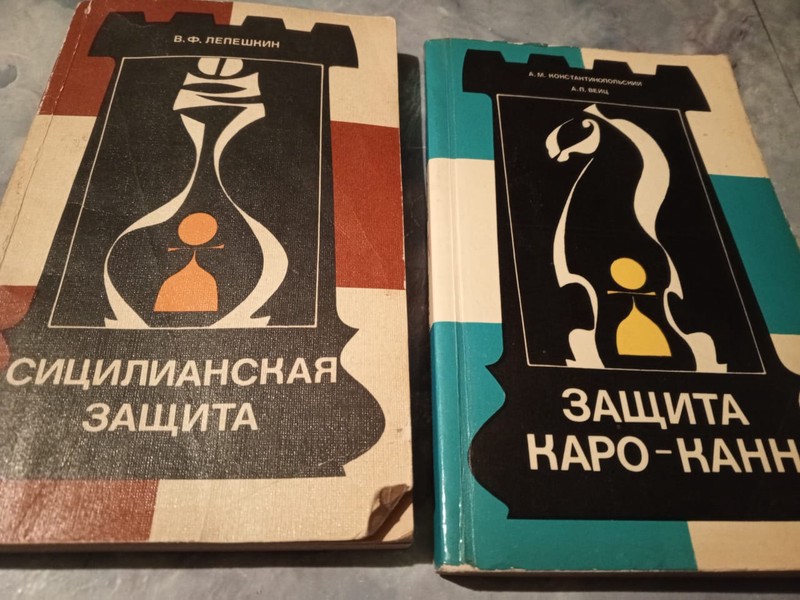 В.Ф. ЛЕПЕШКИН
СИЦИЛИАНСКАЯ
ЗАЩИТА
А.М. КОНСТАНТИНОПОЛЬСКИЙ
А.П. ВЕЙЦ
ЗАЩИТА
КАРО-КАНН